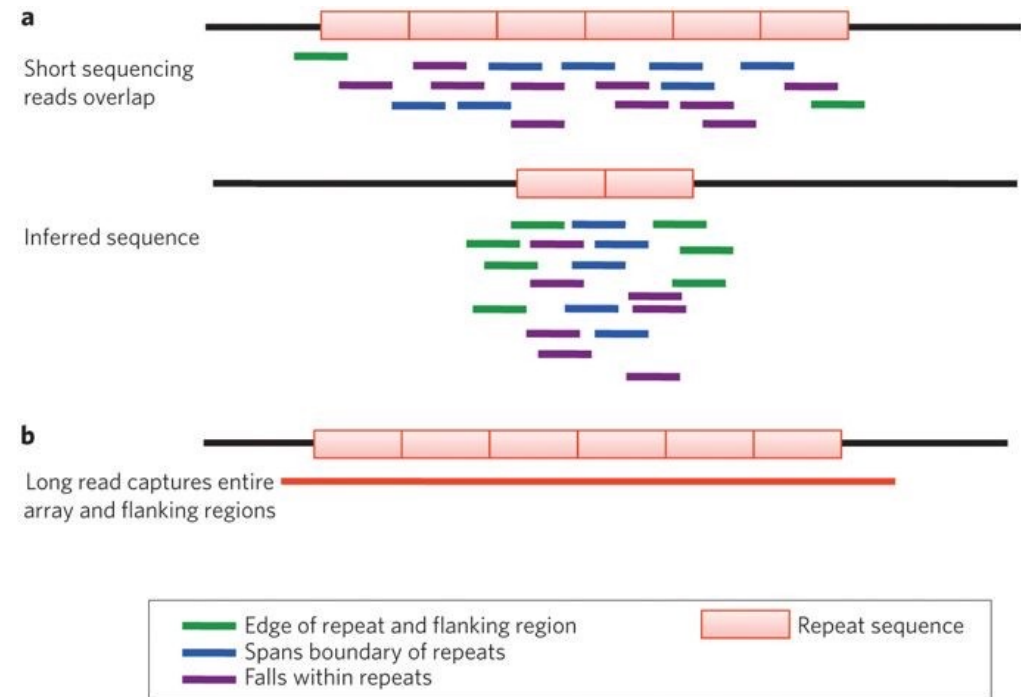 a
Short sequencing
reads overlap
Inferred sequence
b
Long read captures entire
array and flanking regions
Edge of repeat and flanking region
Repeat sequence
Spans boundary of repeats
Falls within repeats